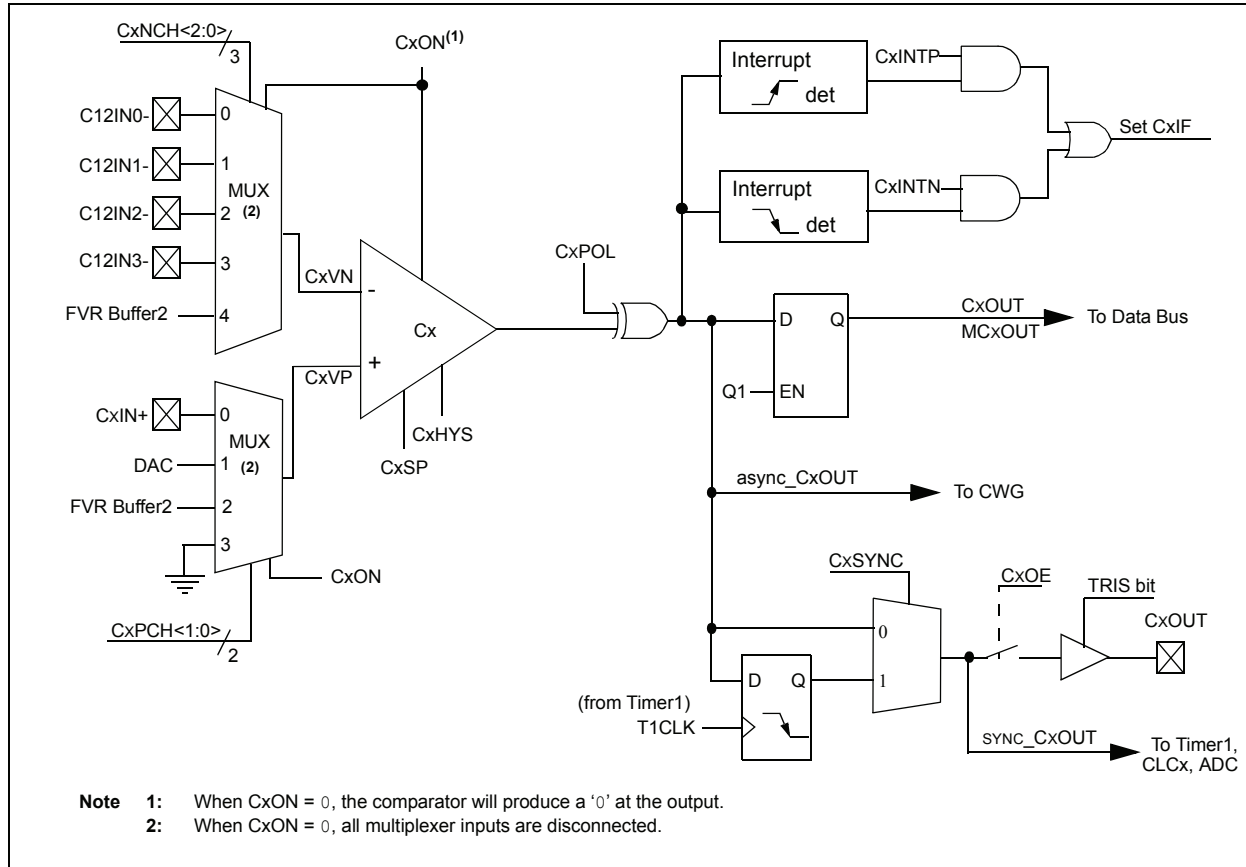 CxNCH<2:0>
3
CxON(1)
C12IN0-
0
C12IN1-
1
MUX
(2)
C12IN2-
2
C12IN3-
3
FVR Buffer2
4
CxVN
-
Cx
+
CxVP
CxIN+
0
MUX
(2)
DAC
1
FVR Buffer2
2
3
CxON
CxPCH<1:0>
2
CxHYS
CxSP
CxPOL
Interrupt
det
CxINTP
Interrupt
det
CxINTN
Set CxIF
D
Q
Q1
EN
CxOUT
MCxOUT
To Data Bus
async_CxOUT
To CWG
CxSYNC
0
1
D
Q
(from Timer1)
T1CLK
CxOE
TRIS bit
CxOUT
SYNC_CxOUT
To Timer1,
CLCx, ADC
Note 1: When CxON = 0, the comparator will produce a ‘0’ at the output.
2: When CxON = 0, all multiplexer inputs are disconnected.